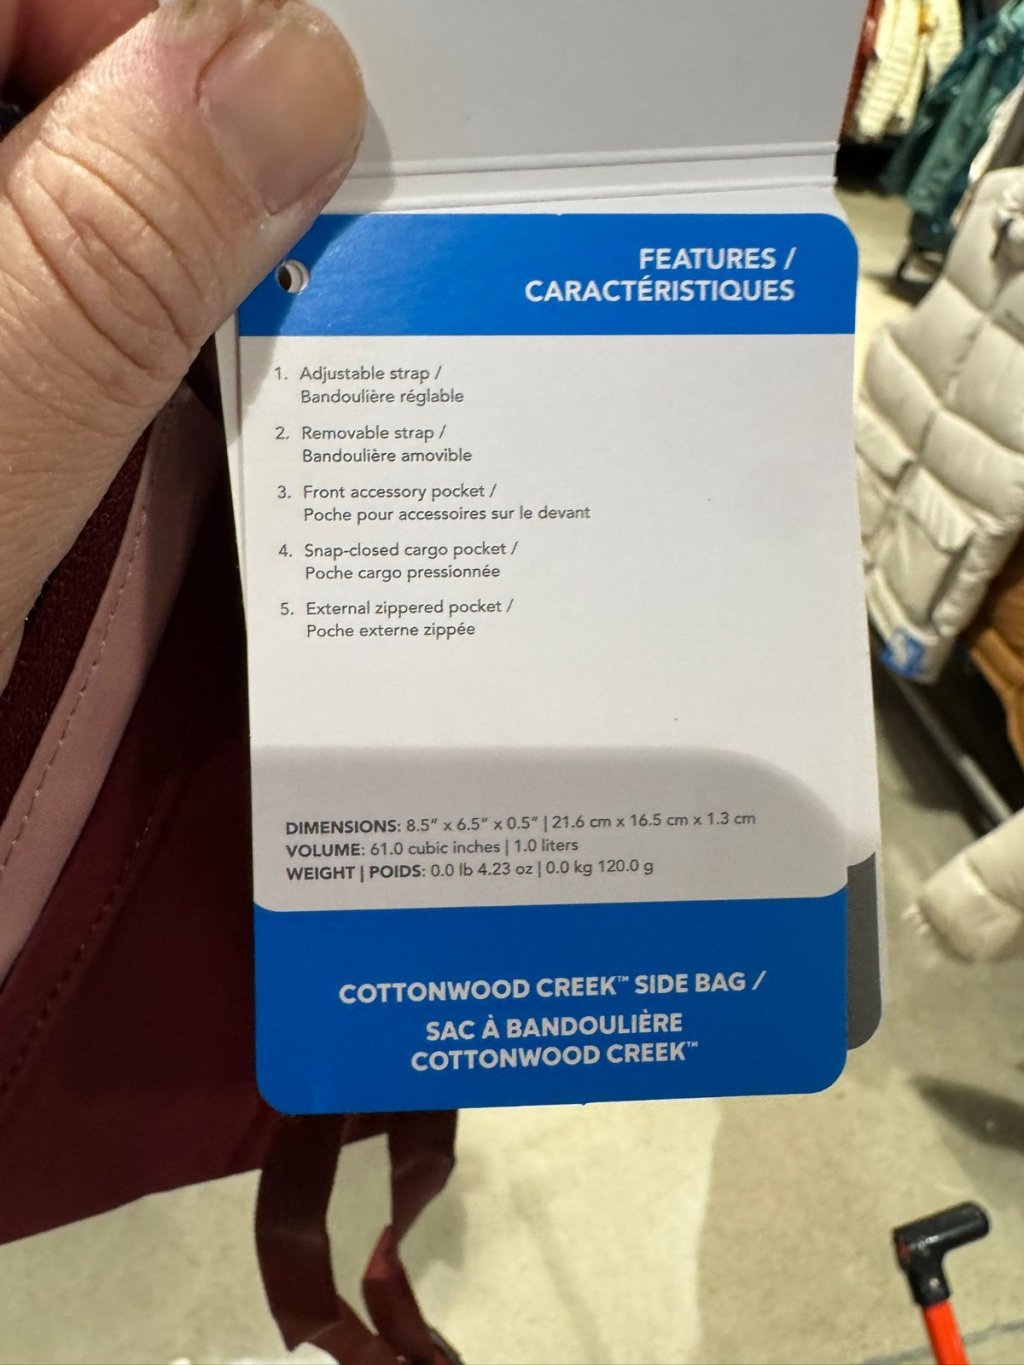 FEATURES /
CARACTÉRISTIQUES
1. Adjustable strap /
Bandoulière réglable
2. Removable strap /
Bandoulière amovible
3. Front accessory pocket /
Poche pour accessoires sur le devant
4. Snap-closed cargo pocket /
Poche cargo pressionnée
5. External zippered pocket /
Poche externe zippée
DIMENSIONS: 8.5" x 6.5" x 0.5" | 21.6 cm x 16.5 cm x 1.3 cm
VOLUME: 61.0 cubic inches | 1.0 liters
WEIGHT | POIDS: 0.0 lb 4.23 oz | 0.0 kg 120.0 g
COTTONWOOD CREEK™ SIDE BAG /
SAC À BANDOULIÈRE
COTTONWOOD CREEK™